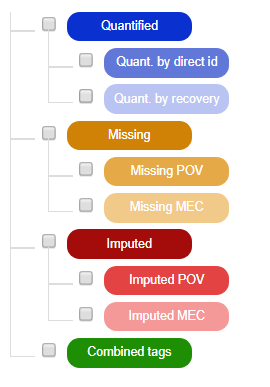 Quantified
Quant. by direct id
Quant. by recovery
Missing
Missing POV
Missing MEC
Imputed
Imputed POV
Imputed MEC
Combined tags